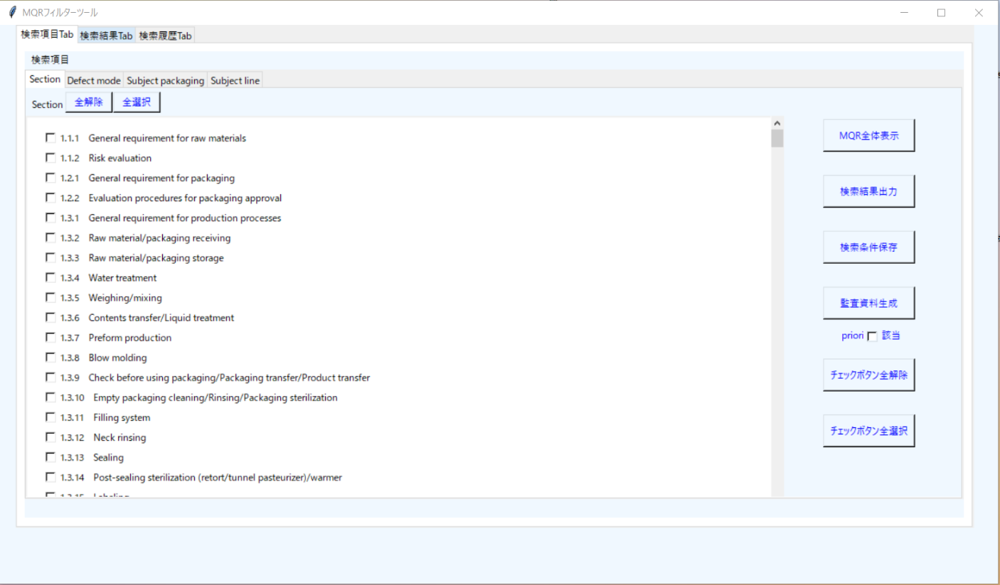 MQRフィルターツール
検索項目Tab 検索結果Tab 検索履歴Tab
検索項目
Section Defect mode Subject packaging Subject line
Section 全解除 全選択
1.1.1 General requirement for raw materials
1.1.2 Risk evaluation
1.2.1 General requirement for packaging
1.2.2 Evaluation procedures for packaging approval
1.3.1 General requirement for production processes
1.3.2 Raw material/packaging receiving
1.3.3 Raw material/packaging storage
1.3.4 Water treatment
1.3.5 Weighing/mixing
1.3.6 Contents transfer/Liquid treatment
1.3.7 Preform production
1.3.8 Blow molding
1.3.9 Check before using packaging/Packaging transfer/Product transfer
1.3.10 Empty packaging cleaning/Rinsing/Packaging sterilization
1.3.11 Filling system
1.3.12 Neck rinsing
1.3.13 Sealing
1.3.14 Post-sealing sterilization (retort/tunnel pasteurizer)/warmer
1.3.15 Labeling
MQR全体表示
検索結果出力
検索条件保存
監査資料生成
priori 該当
チェックボタン全解除
チェックボタン全選択